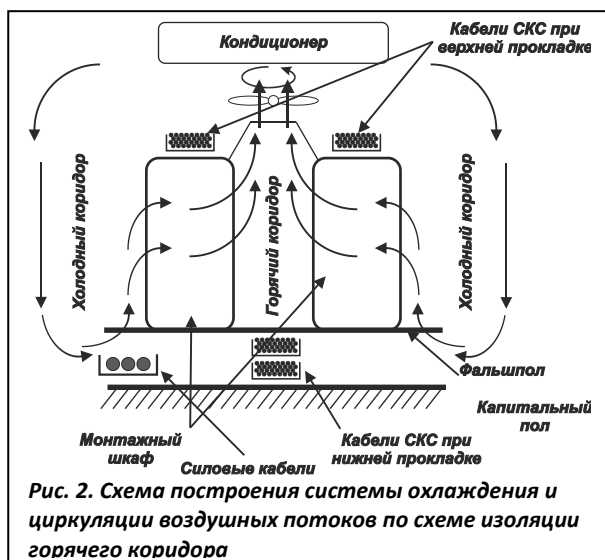 Кабели СКС при
верхней прокладке
Кондиционер
Холодный коридор
Горячий коридор
Холодный коридор
Фальшпол
Капитальный
пол
Монтажный
шкаф
Силовые кабели
Кабели СКС при
нижней прокладке
Рис. 2. Схема построения системы охлаждения и
циркуляции воздушных потоков по схеме изоляции
горячего коридора